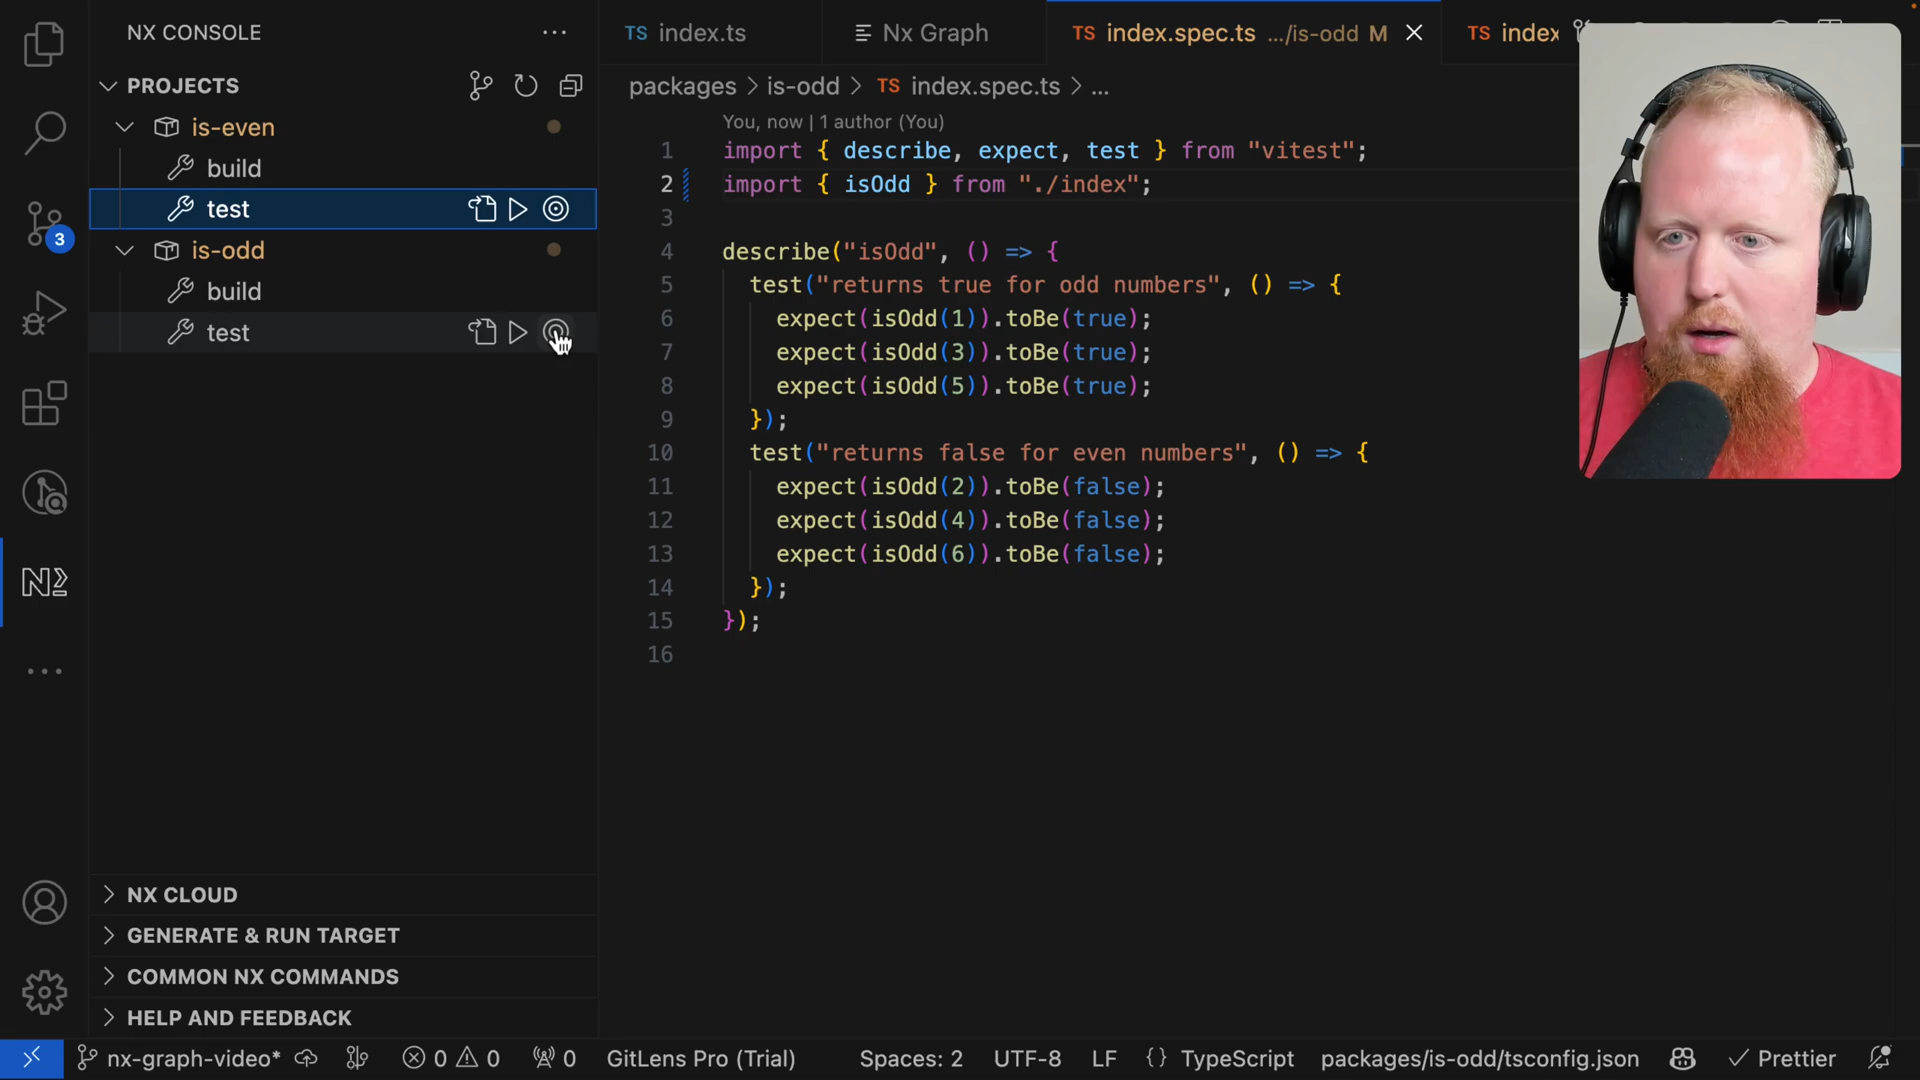 NX CONSOLE
PROJECTS
is-even
build
test
is-odd
build
test
3
NX CLOUD
GENERATE & RUN TARGET
COMMON NX COMMANDS
HELP AND FEEDBACK
TS index.ts
Nx Graph
TS index.spec.ts .../is-odd M
TS index
packages > is-odd > TS index.spec.ts > ...
You, now | 1 author (You)
1 import { describe, expect, test } from "vitest";
2 import { isOdd } from "./index";
3
4 describe("isOdd", () => {
5 test("returns true for odd numbers", () => {
6 expect(isOdd(1)).toBe(true);
7 expect(isOdd(3)).toBe(true);
8 expect(isOdd(5)).toBe(true);
9 });
10 test("returns false for even numbers", () => {
11 expect(isOdd(2)).toBe(false);
12 expect(isOdd(4)).toBe(false);
13 expect(isOdd(6)).toBe(false);
14 });
15 });
16
nx-graph-video* 0 0 0 GitLens Pro (Trial) Spaces: 2 UTF-8 LF {} TypeScript packages/is-odd/tsconfig.json Prettier